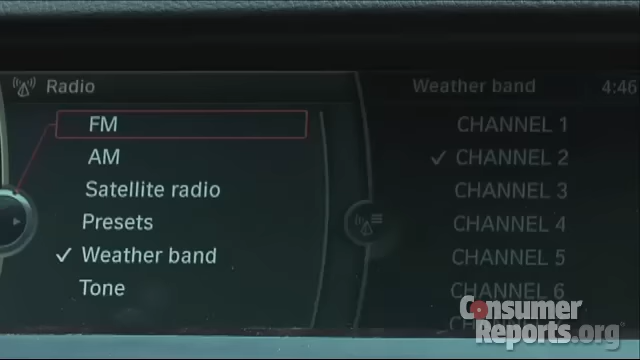 Radio
FM
AM
Satellite radio
Presets
Weather band
Tone
Weather band
4:46
CHANNEL 1
CHANNEL 2
CHANNEL 3
CHANNEL 4
CHANNEL 5
CHANNEL 6
Consumer
Reports.org